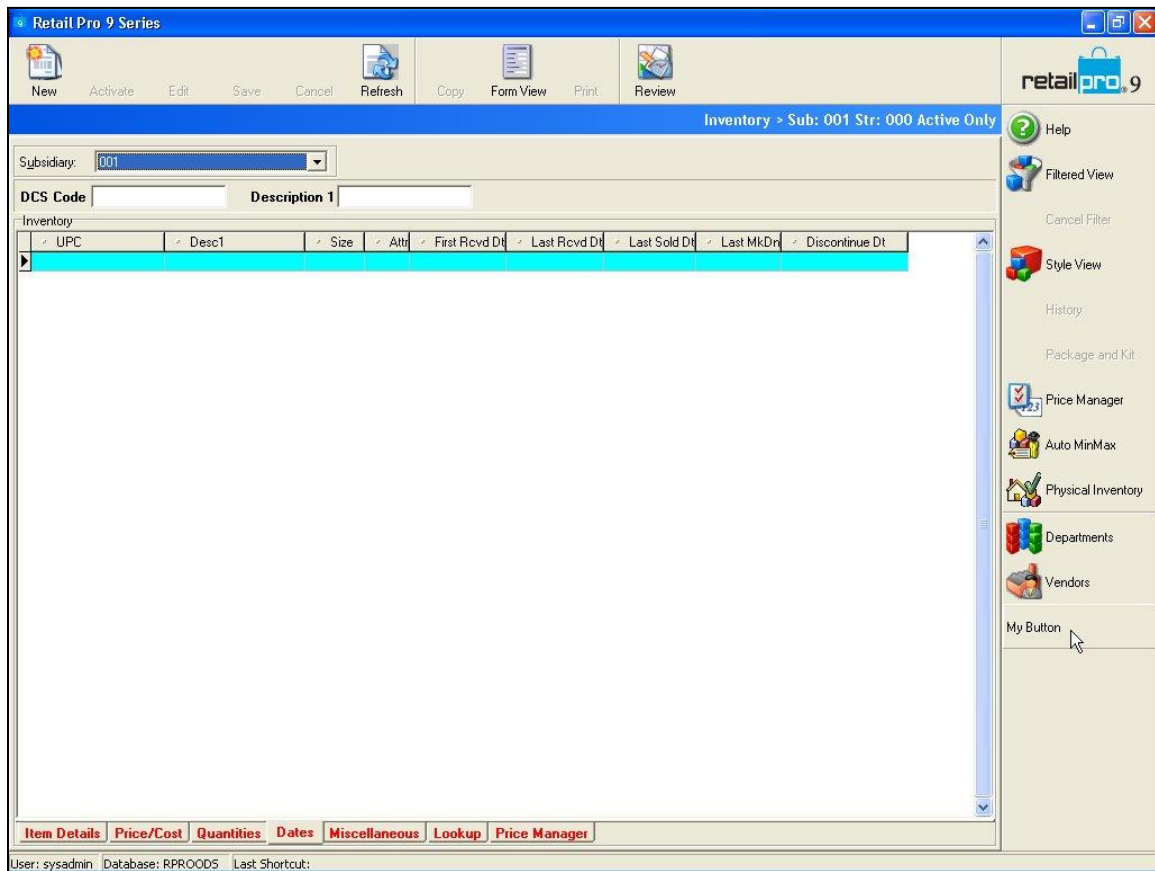 Retail Pro 9 Series
New Activate Edit Save Cancel Refresh Copy Form View Print Review
retailpro®9
Inventory > Sub: 001 Str: 000 Active Only
Subsidiary: 001
DCS Code Description 1
Inventory
UPC Desc1 Size Attr First Rcvd Dt Last Rcvd Dt Last Sold Dt Last MkDn Discontinue Dt
Help
Filtered View
Cancel Filter
Style View
History
Package and Kit
Price Manager
Auto MinMax
Physical Inventory
Departments
Vendors
My Button
Item Details Price/Cost Quantities Dates Miscellaneous Lookup Price Manager
User: sysadmin Database: RPROODS Last Shortcut: